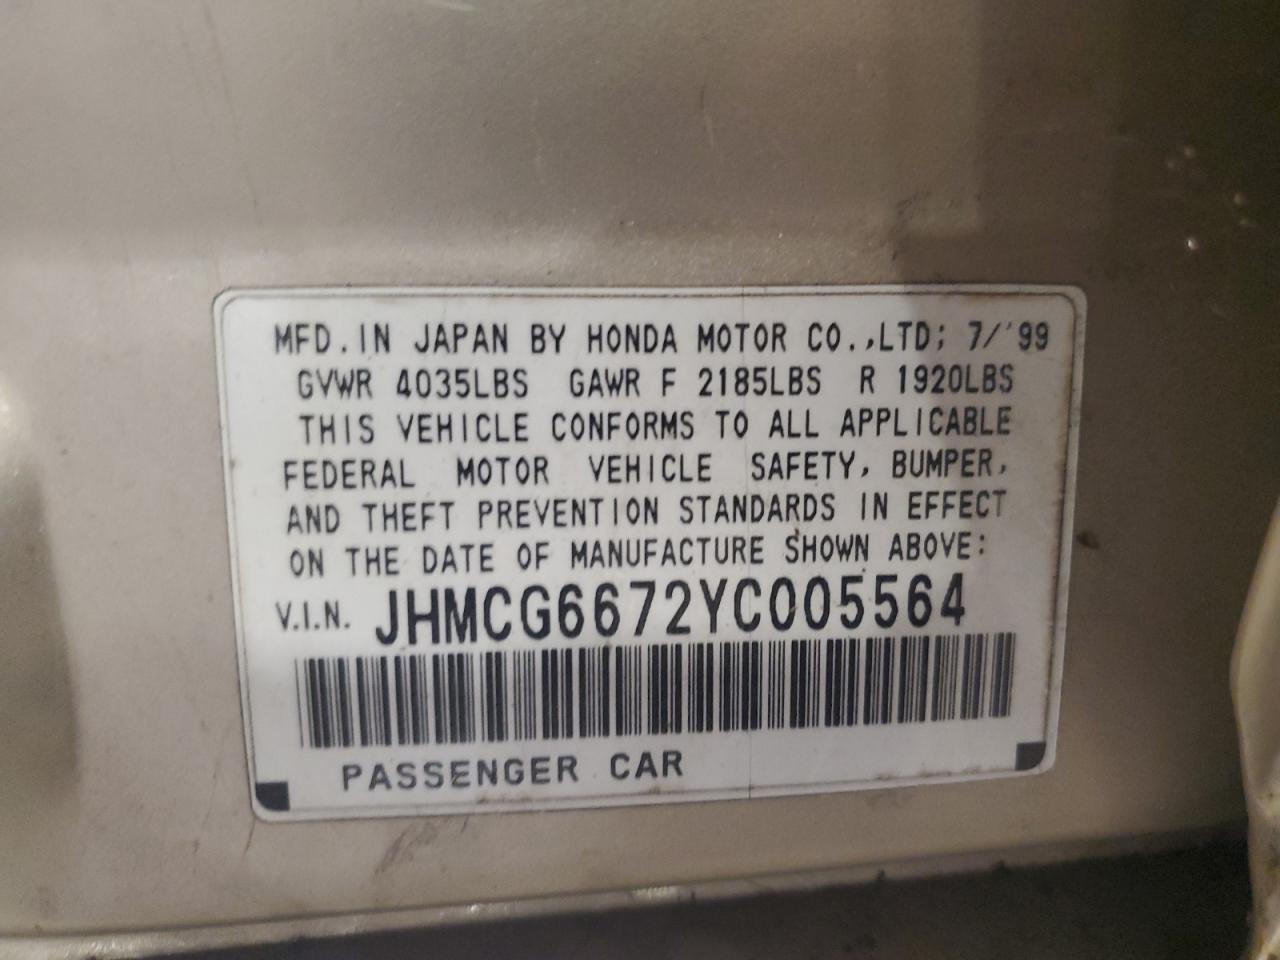 MFD. IN JAPAN BY HONDA MOTOR CO.,LTD; 7/'99
GVWR 4035LBS GAWR F 2185LBS R 1920LBS
THIS VEHICLE CONFORMS TO ALL APPLICABLE
FEDERAL MOTOR VEHICLE SAFETY, BUMPER,
AND THEFT PREVENTION STANDARDS IN EFFECT
ON THE DATE OF MANUFACTURE SHOWN ABOVE:
V.I.N. JHMCG6672YC005564
PASSENGER CAR